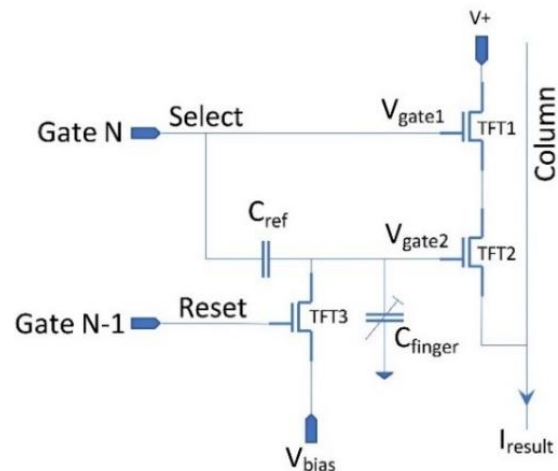 V+
Select
Gate N
Vgate1
TFT1
Column
Cref
Vgate2
TFT2
Reset
Gate N-1
TFT3
Cfinger
Vbias
Iresult